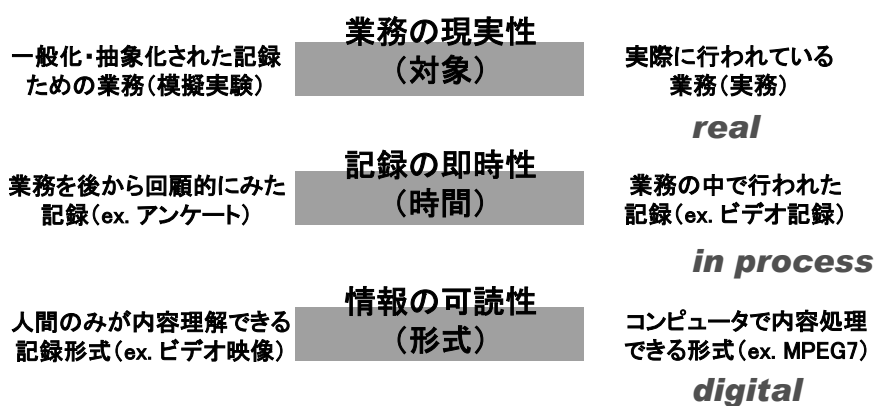 業務の現実性
（対象）
一般化・抽象化された記録
ための業務（模擬実験）
実際に行われている
業務（実務）
real
記録の即時性
（時間）
業務を後から回顧的にみた
記録（ex. アンケート）
業務の中で行われた
記録（ex. ビデオ記録）
in process
情報の可読性
（形式）
人間のみが内容理解できる
記録形式（ex. ビデオ映像）
コンピュータで内容処理
できる形式（ex. MPEG7）
digital